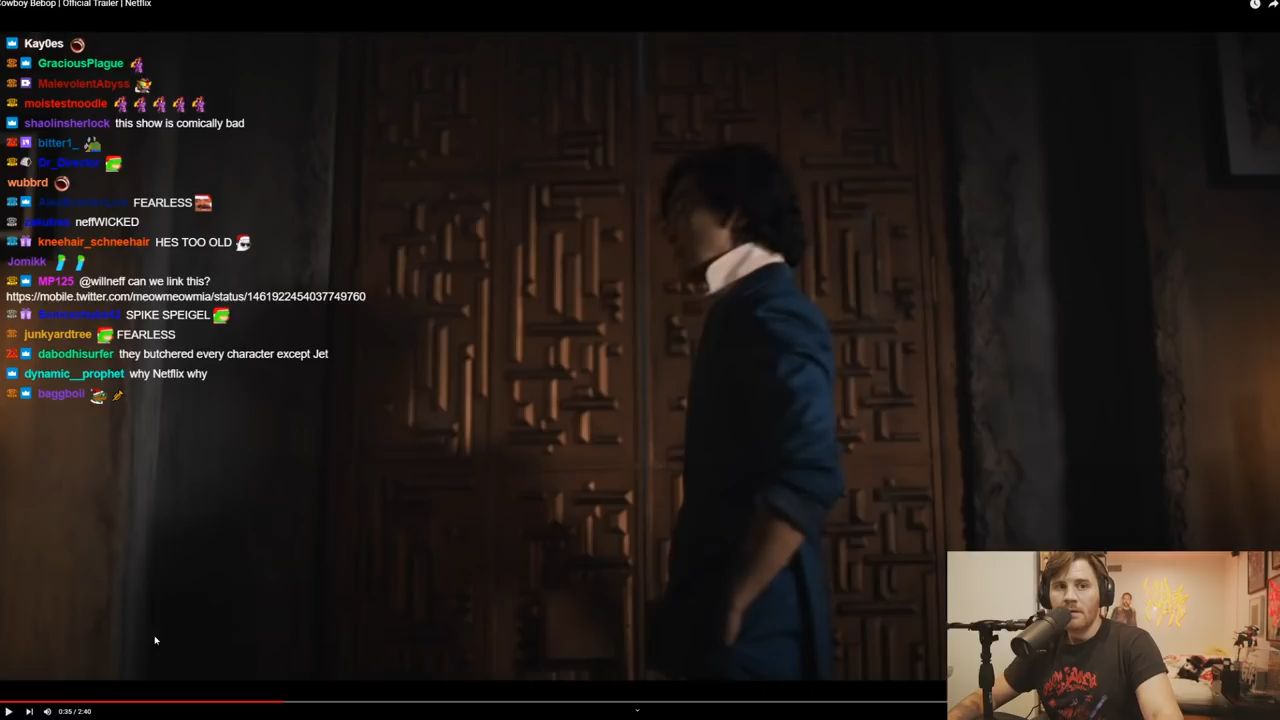 Cowboy Bebop | Official Trailer | Netflix
Kay0es
GraciousPlague
MalevolentAbyss
moistestnoodle
shaolinsherlock this show is comically bad
bitter1_
Dr_Director
wubbrd
FEARLESS
neffWICKED
kneehair_schneehair HES TOO OLD
Jomikk
MP125 @willneff can we link this?
https://mobile.twitter.com/meowmeowmia/status/1461922454037749760
SPIKE SPEIGEL
junkyardtree FEARLESS
dabodhisurfer they butchered every character except Jet
dynamic__prophet why Netflix why
baggboii
0:35 / 2:40